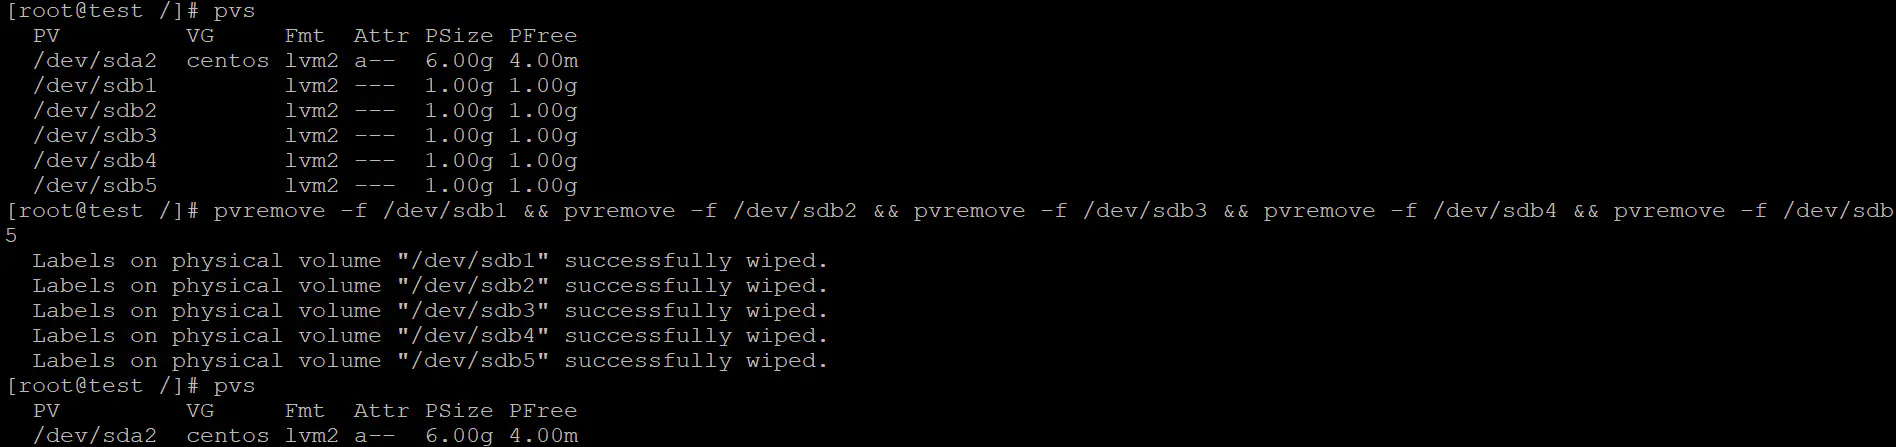 [root@test /]# pvs
  PV         VG     Fmt  Attr PSize PFree
  /dev/sda2  centos lvm2 a--  6.00g 4.00m
  /dev/sdb1         lvm2 ---  1.00g 1.00g
  /dev/sdb2         lvm2 ---  1.00g 1.00g
  /dev/sdb3         lvm2 ---  1.00g 1.00g
  /dev/sdb4         lvm2 ---  1.00g 1.00g
  /dev/sdb5         lvm2 ---  1.00g 1.00g
[root@test /]# pvremove -f /dev/sdb1 && pvremove -f /dev/sdb2 && pvremove -f /dev/sdb3 && pvremove -f /dev/sdb4 && pvremove -f /dev/sdb
5
  Labels on physical volume "/dev/sdb1" successfully wiped.
  Labels on physical volume "/dev/sdb2" successfully wiped.
  Labels on physical volume "/dev/sdb3" successfully wiped.
  Labels on physical volume "/dev/sdb4" successfully wiped.
  Labels on physical volume "/dev/sdb5" successfully wiped.
[root@test /]# pvs
  PV         VG     Fmt  Attr PSize PFree
  /dev/sda2  centos lvm2 a--  6.00g 4.00m